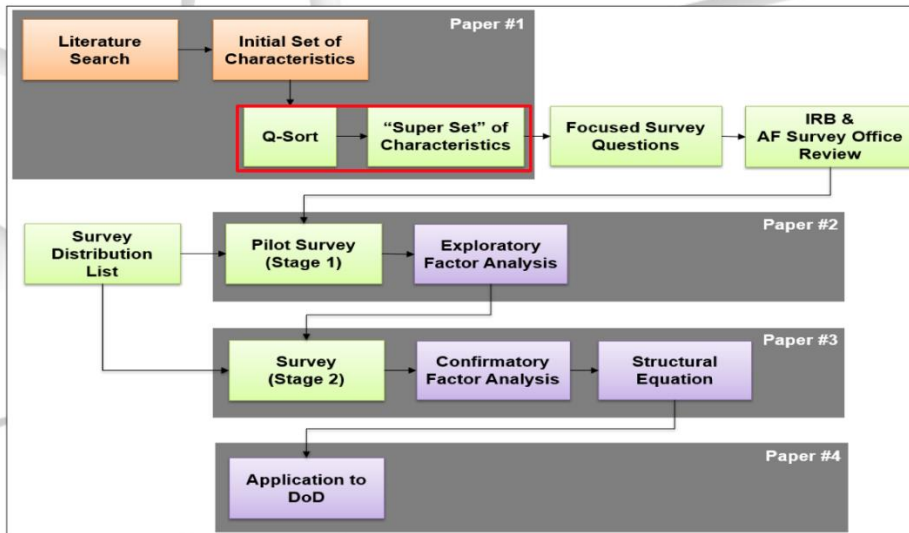 Paper #1
Literature
Search
Initial Set of
Characteristics
Q-Sort
“Super Set” of
Characteristics
Focused Survey
Questions
IRB &
AF Survey Office
Review
Survey
Distribution
List
Paper #2
Pilot Survey
(Stage 1)
Exploratory
Factor Analysis
Paper #3
Survey
(Stage 2)
Confirmatory
Factor Analysis
Structural
Equation
Paper #4
Application to
DoD